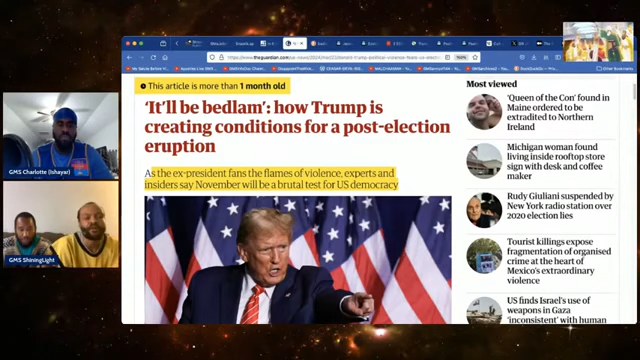 www.theguardian.com
This article is more than 1 month old
'It'll be bedlam': how Trump is
creating conditions for a post-election
eruption
As the ex-president fans the flames of violence, experts and
insiders say November will be a brutal test for US democracy
Most viewed
'Queen of the Con' found in
Maine ordered to be
extradited to Northern
Ireland
Michigan woman found
living inside rooftop store
sign with desk and coffee
maker
Rudy Giuliani suspended by
New York radio station over
2020 election lies
Tourist killings expose
fragmentation of organised
crime at the heart of
Mexico's extraordinary
violence
US finds Israel's use of
weapons in Gaza
'inconsistent' with human
GMS Charlotte (Ishayar)
GMS ShiningLight